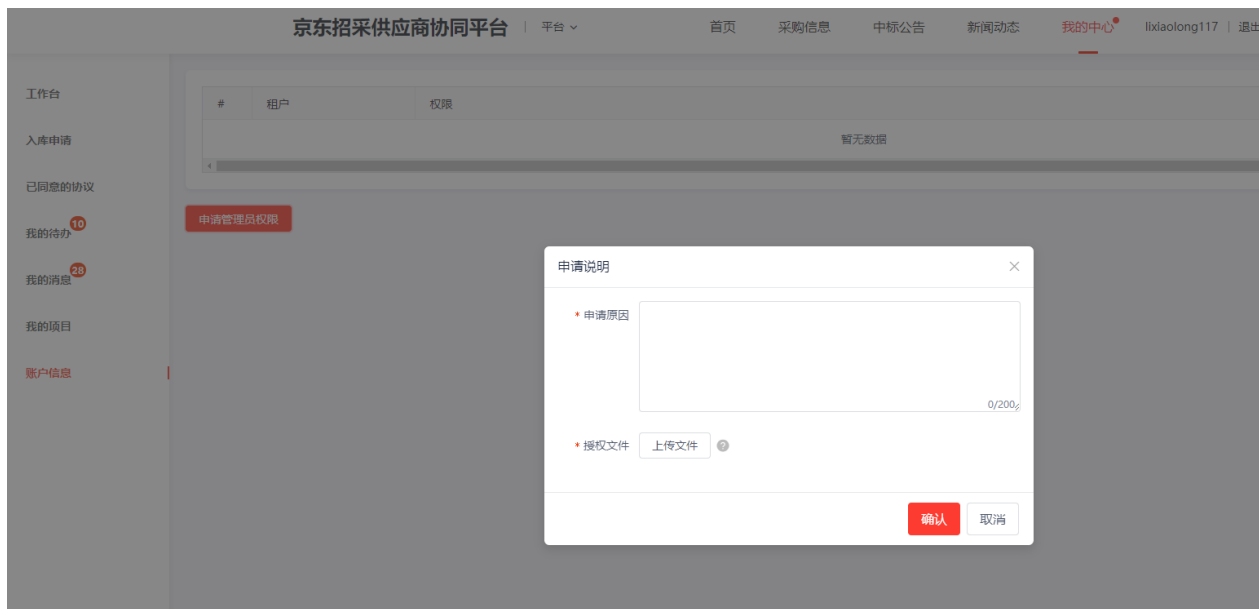 京东招采供应商协同平台 | 平台 首页 采购信息 中标公告 新闻动态 我的中心 lixiaolong117 | 退出
工作台
# 租户 权限
入库申请
暂无数据
已同意的协议
申请管理员权限
我的待办 10
我的消息 28
我的项目
账户信息
申请说明
* 申请原因
0/200
* 授权文件 上传文件 ?
确认 取消